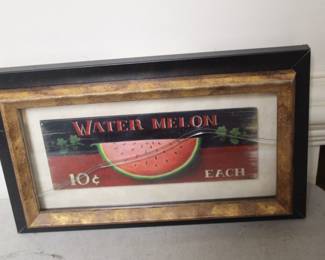 WATER MELON
10¢ EACH